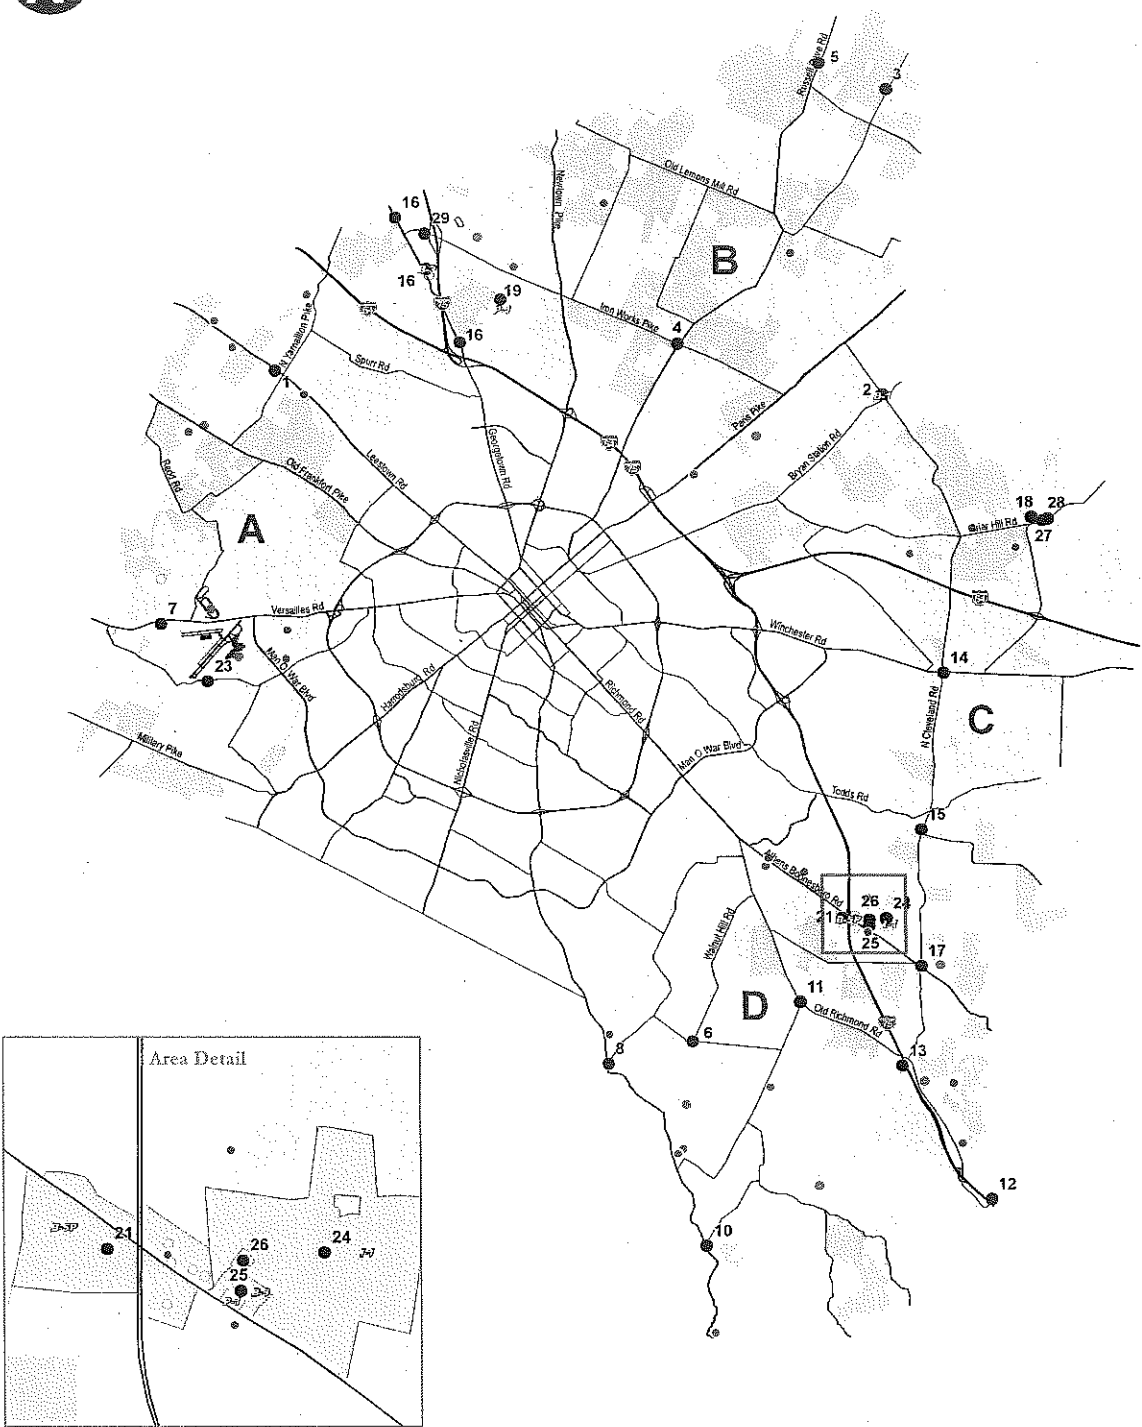 5
3
Russell Cave Rd
Old Lemons Mill Rd
Newtown Pike
16
29
B
16
19
Iron Works Pike
4
16
N Yarnallton Pike
Spurr Rd
1
2
Paris Pike
Bryan Station Rd
Georgetown Rd
Leestown Rd
Old Frankfort Pike
Redd Rd
A
18
28
Briar Hill Rd
27
7
Versailles Rd
Winchester Rd
23
Man O War Blvd
Harrodsburg Rd
14
Richmond Rd
N Cleveland Rd
C
Military Pike
Nicholasville Rd
Man O War Blvd
Todds Rd
15
Athens Boonesboro Rd
21
26
24
25
Walnut Hill Rd
17
D
11
Old Richmond Rd
8
6
13
12
10
Area Detail
21
26
24
25